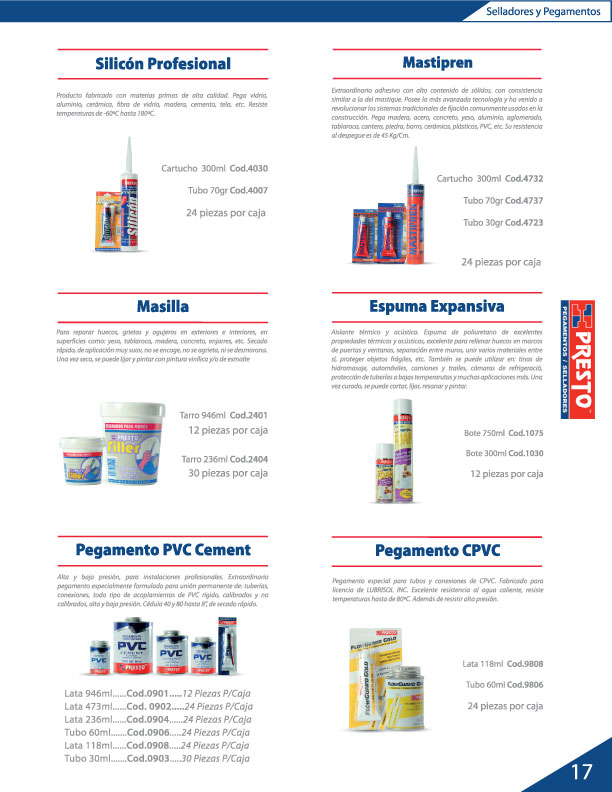 Selladores y Pegamentos
Silicón Profesional
Producto fabricado con materias primas de alta calidad. Pega vidrio,
aluminio, cerámica, fibra de vidrio, madera, cemento, tela, etc. Resiste
temperaturas de -60ºC hasta 180ºC.
Cartucho 300ml Cod.4030
Tubo 70gr Cod.4007
24 piezas por caja
Mastipren
Extraordinario adhesivo con alto contenido de sólidos, con consistencia
similar a la del mastique. Posee la más avanzada tecnología y ha venido a
revolucionar los sistemas tradicionales de fijación comunmente usados en la
construcción. Pega madera, acero, concreto, yeso, aluminio, aglomerado,
tablaroca, cantera, piedra, barro, cerámica, plásticos, PVC, etc. Su resistencia
al despegue es de 45 Kg/Cm.
Cartucho 300ml Cod.4732
Tubo 70gr Cod.4737
Tubo 30gr Cod.4723
24 piezas por caja
Masilla
Para reparar huecos, grietas y agujeros en exteriores e interiores, en
superficies como: yeso, tablaroca, madera, concreto, enjarres, etc. Secado
rápido, de aplicación muy suav, no se encoge, no se agrieta, ni se desmorona.
Una vez seca, se puede lijar y pintar con pintura vinílica y/o de esmalte
Filler
Tarro 946ml Cod.2401
12 piezas por caja
Tarro 236ml Cod.2404
30 piezas por caja
Espuma Expansiva
Aislante térmico y acústico. Espuma de poliuretano de excelentes
propiedades térmicas y acústicas, excelente para rellenar huecos en marcos
de puertas y ventanas, separación entre muros, unir varios materiales entre
sí, proteger objetos frágiles, etc. También se puede utilizar en: tinas de
hidromasaje, automóviles, camiones y trailes, cámaras de refrigeració,
protección de tuberías a bajas temperarutas y muchas aplicaciones más. Una
vez curado, se puede cortar, lijar, resanar y pintar.
Bote 750ml Cod.1075
Bote 300ml Cod.1030
12 piezas por caja
PRESTO
PEGAMENTOS / SELLADORES
Pegamento PVC Cement
Alta y baja presión, para instalaciones profesionales. Extraordinario
pegamento especialmente formulado para unión permanente de: tuberías,
conexiones, todo tipo de acoplamientos de PVC rígido, calibrados y no
calibrados, alta y baja presión. Cédula 40 y 80 hasta 8", de secado rápido.
PVC
CEMENT
PRESTO
Lata 946ml......Cod.0901.....12 Piezas P/Caja
Lata 473ml......Cod. 0902.....24 Piezas P/Caja
Lata 236ml......Cod.0904......24 Piezas P/Caja
Tubo 60ml.......Cod.0906.....24 Piezas P/Caja
Lata 118ml......Cod.0908.....24 Piezas P/Caja
Tubo 30ml.......Cod.0903.....30 Piezas P/Caja
Pegamento CPVC
Pegamento especial para tubos y conexiones de CPVC. Fabricado para
licencia de LUBRISOL INC. Excelente resistencia al agua caliente, resiste
temperaturas hasta de 80ºC. Además de resistir alta presión.
FlowGuard Gold
Lata 118ml Cod.9808
Tubo 60ml Cod.9806
24 piezas por caja
17